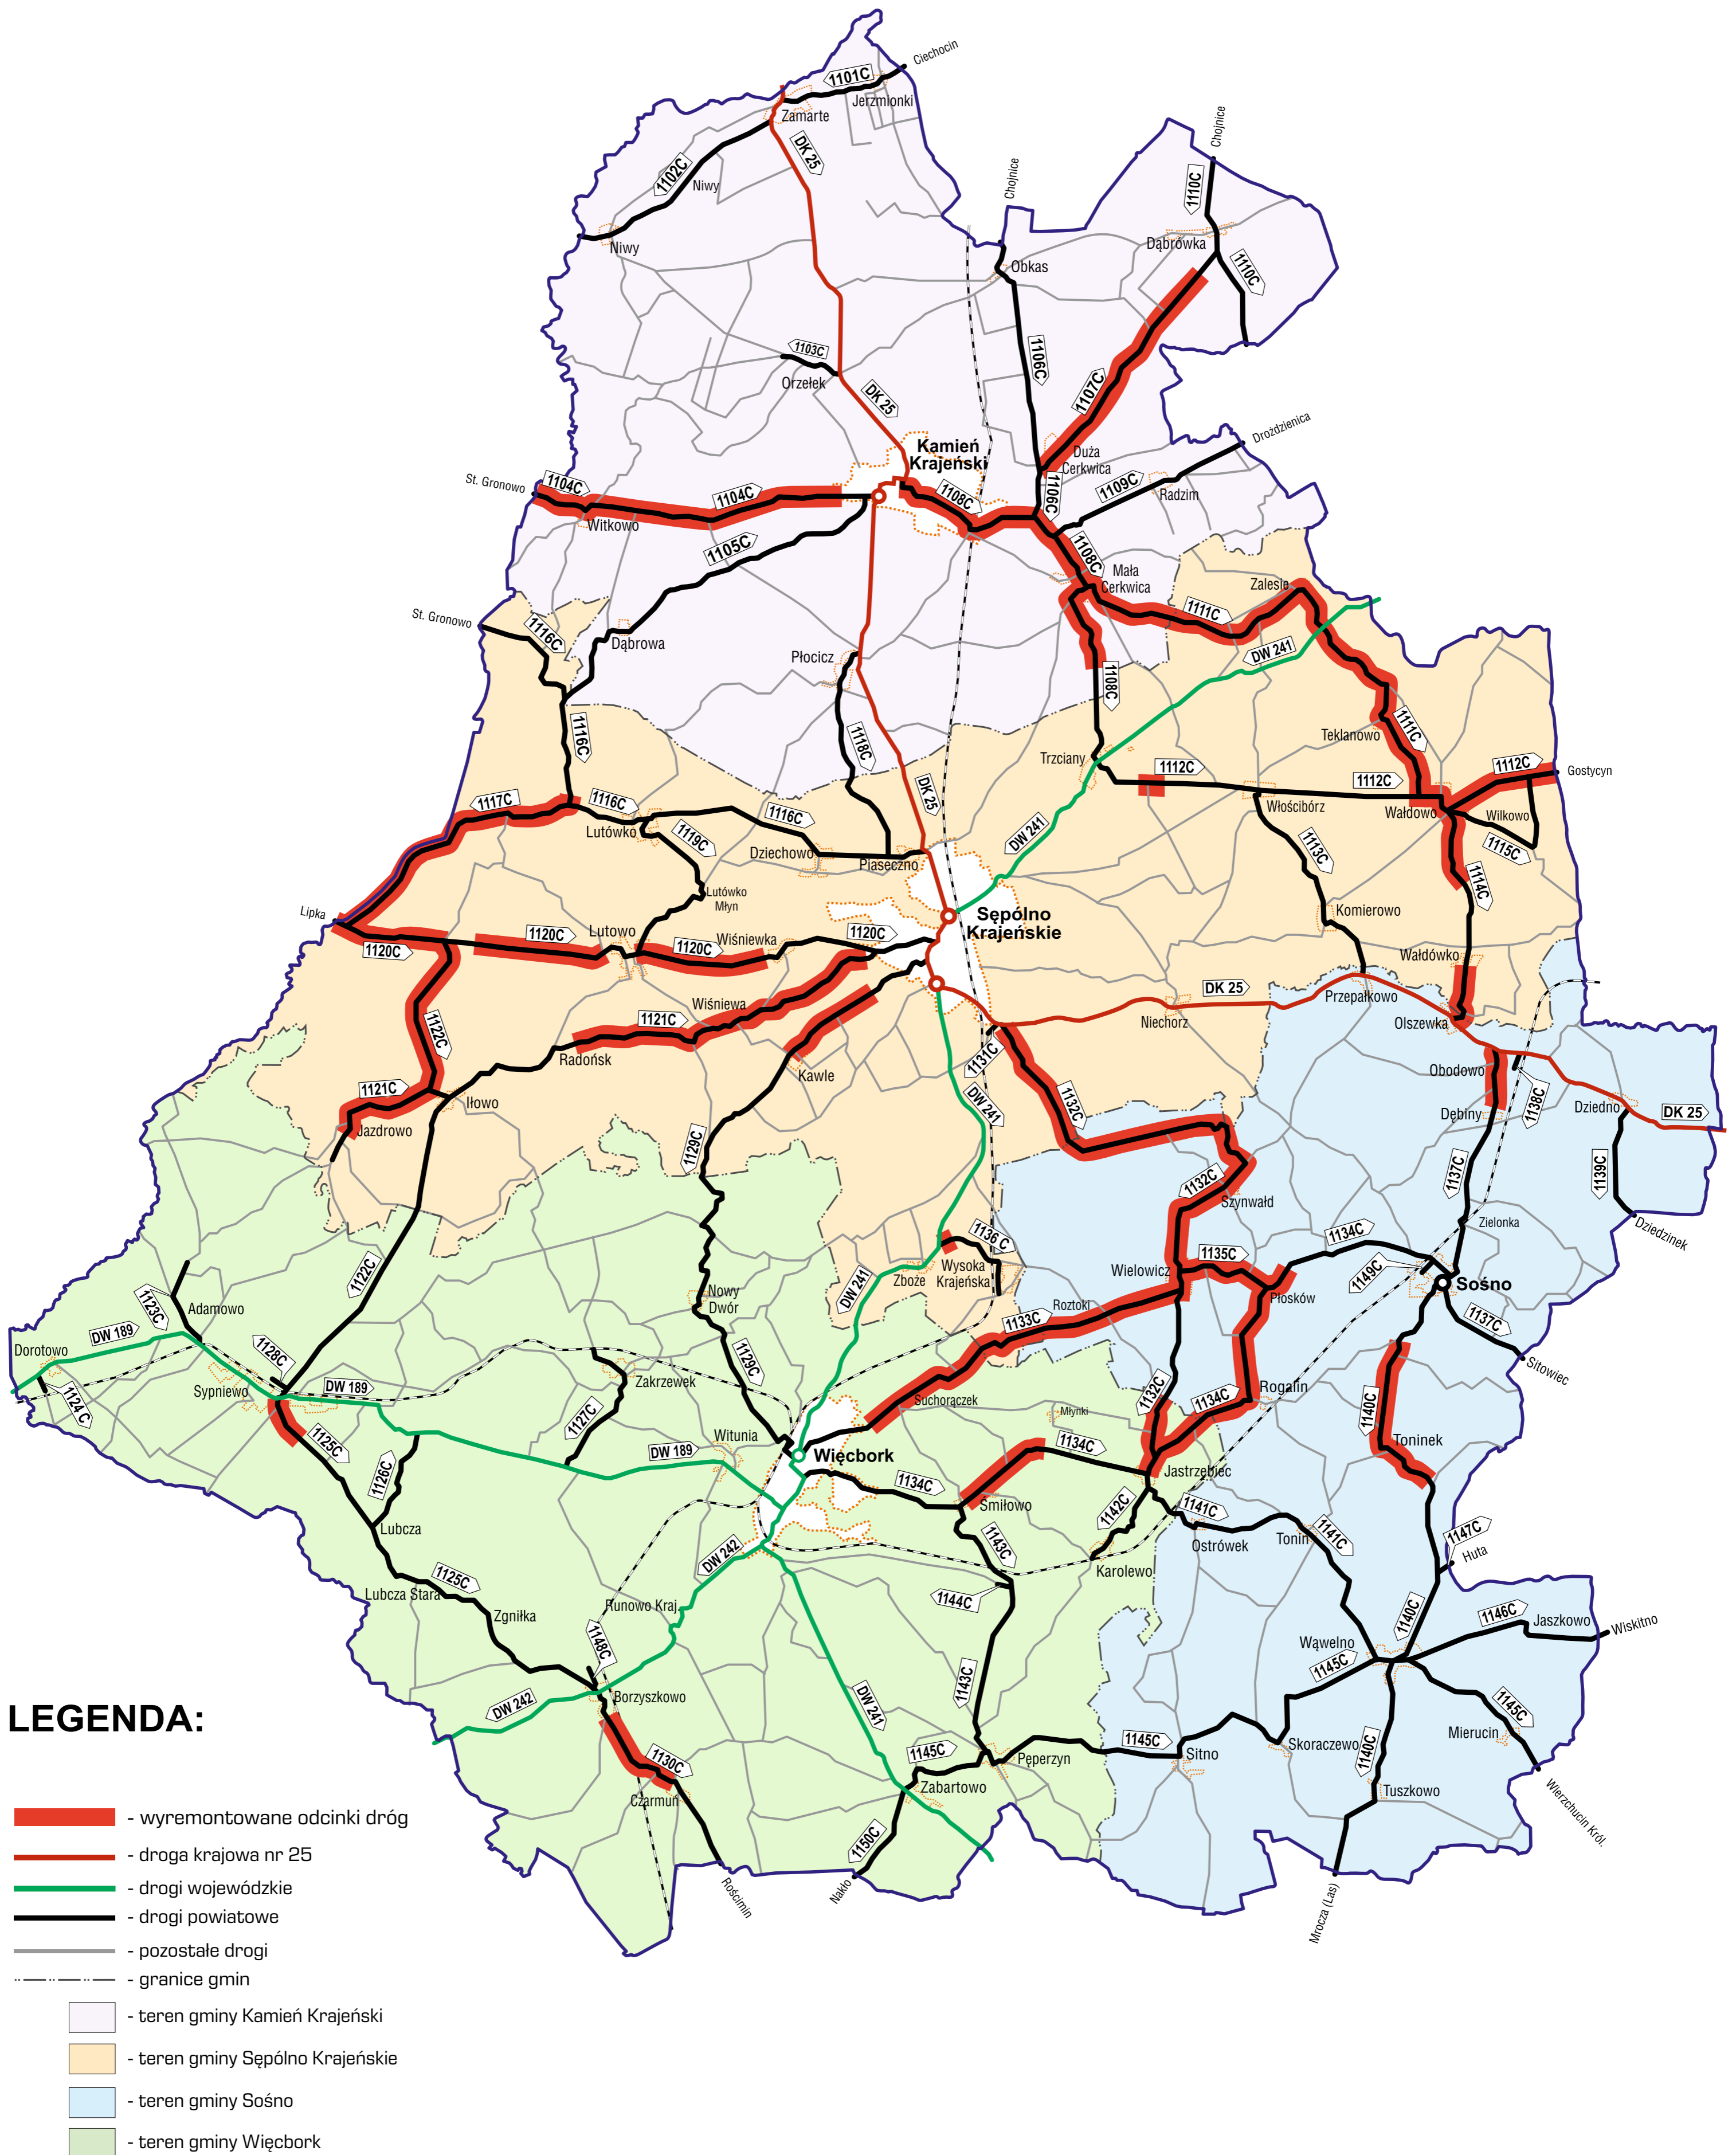 Ciechocin
1101C
Jerzmionki
Zamarte
DK 25
1102C
Niwy
Niwy
Chojnice
Chojnice
1110C
Dąbrówka
1110C
Obkas
1106C
1107C
1103C
Orzełek
DK 25
Kamień
Krajeński
Duża
Cerkwica
Drożdzienica
1109C
Radzim
St. Gronowo
1104C
1104C
Witkowo
1108C
1106C
1105C
1108C
Mała
Cerkwica
Zalesie
1111C
St. Gronowo
1116C
Dąbrowa
Płocicz
DW 241
1108C
1116C
1118C
Teklanowo
1111C
Trzciany
1112C
1112C
1112C
Gostycyn
DK 25
1117C
1116C
Lutówko
1116C
1119C
Dziechowo
Piaseczno
DW 241
Włościbórz
Wałdowo
Wilkowo
1115C
1113C
1114C
Lutówko
Młyn
Lipka
Sępólno
Krajeńskie
Komierowo
1120C
1120C
Lutowo
1120C
Wiśniewka
1120C
Wałdówko
Wiśniewa
1121C
DK 25
Niechorz
Przepałkowo
Olszewka
1122C
Radońsk
Kawle
1131C
1132C
Obodowo
1138C
Dębiny
Dziedno
DK 25
1121C
Iłowo
Jazdrowo
DW 241
1129C
1132C
Szynwałd
1137C
1139C
Zielonka
Dziedzinek
1136 C
Wysoka
Krajeńska
Zboże
DW 241
1134C
1135C
Wielowicz
1149C
Sośno
Płosków
1137C
Sitowiec
1122C
Nowy
Dwór
1123C
Adamowo
DW 189
Dorotowo
1124 C
1128C
Sypniewo
DW 189
1133C
Roztoki
1129C
Zakrzewek
1127C
Suchorączek
1132C
1134C
Rogalin
Młynki
1140C
Toninek
1125C
1126C
DW 189
Witunia
Więcbork
1134C
1134C
Jastrzębiec
Śmiłowo
1142C
1141C
Ostrówek
Tonin
1141C
1147C
Huta
Lubcza
1143C
Karolewo
DW 242
1125C
Lubcza Stara
Zgniłka
Runowo Kraj.
1144C
1140C
1146C
Jaszkowo
Wiskitno
1148C
Wąwelno
1145C
1143C
Borzyszkowo
DW 242
DW 241
1145C
Mierucin
1145C
1145C
Pęperzyn
Sitno
Skoraczewo
1140C
1130C
Czarmuń
Zabartowo
Tuszkowo
Wierzchucin Król.
1150C
Nakło
Rościmin
Mrocza (Las)
LEGENDA:
- wyremontowane odcinki dróg
- droga krajowa nr 25
- drogi wojewódzkie
- drogi powiatowe
- pozostałe drogi
- granice gmin
- teren gminy Kamień Krajeński
- teren gminy Sępólno Krajeńskie
- teren gminy Sośno
- teren gminy Więcbork